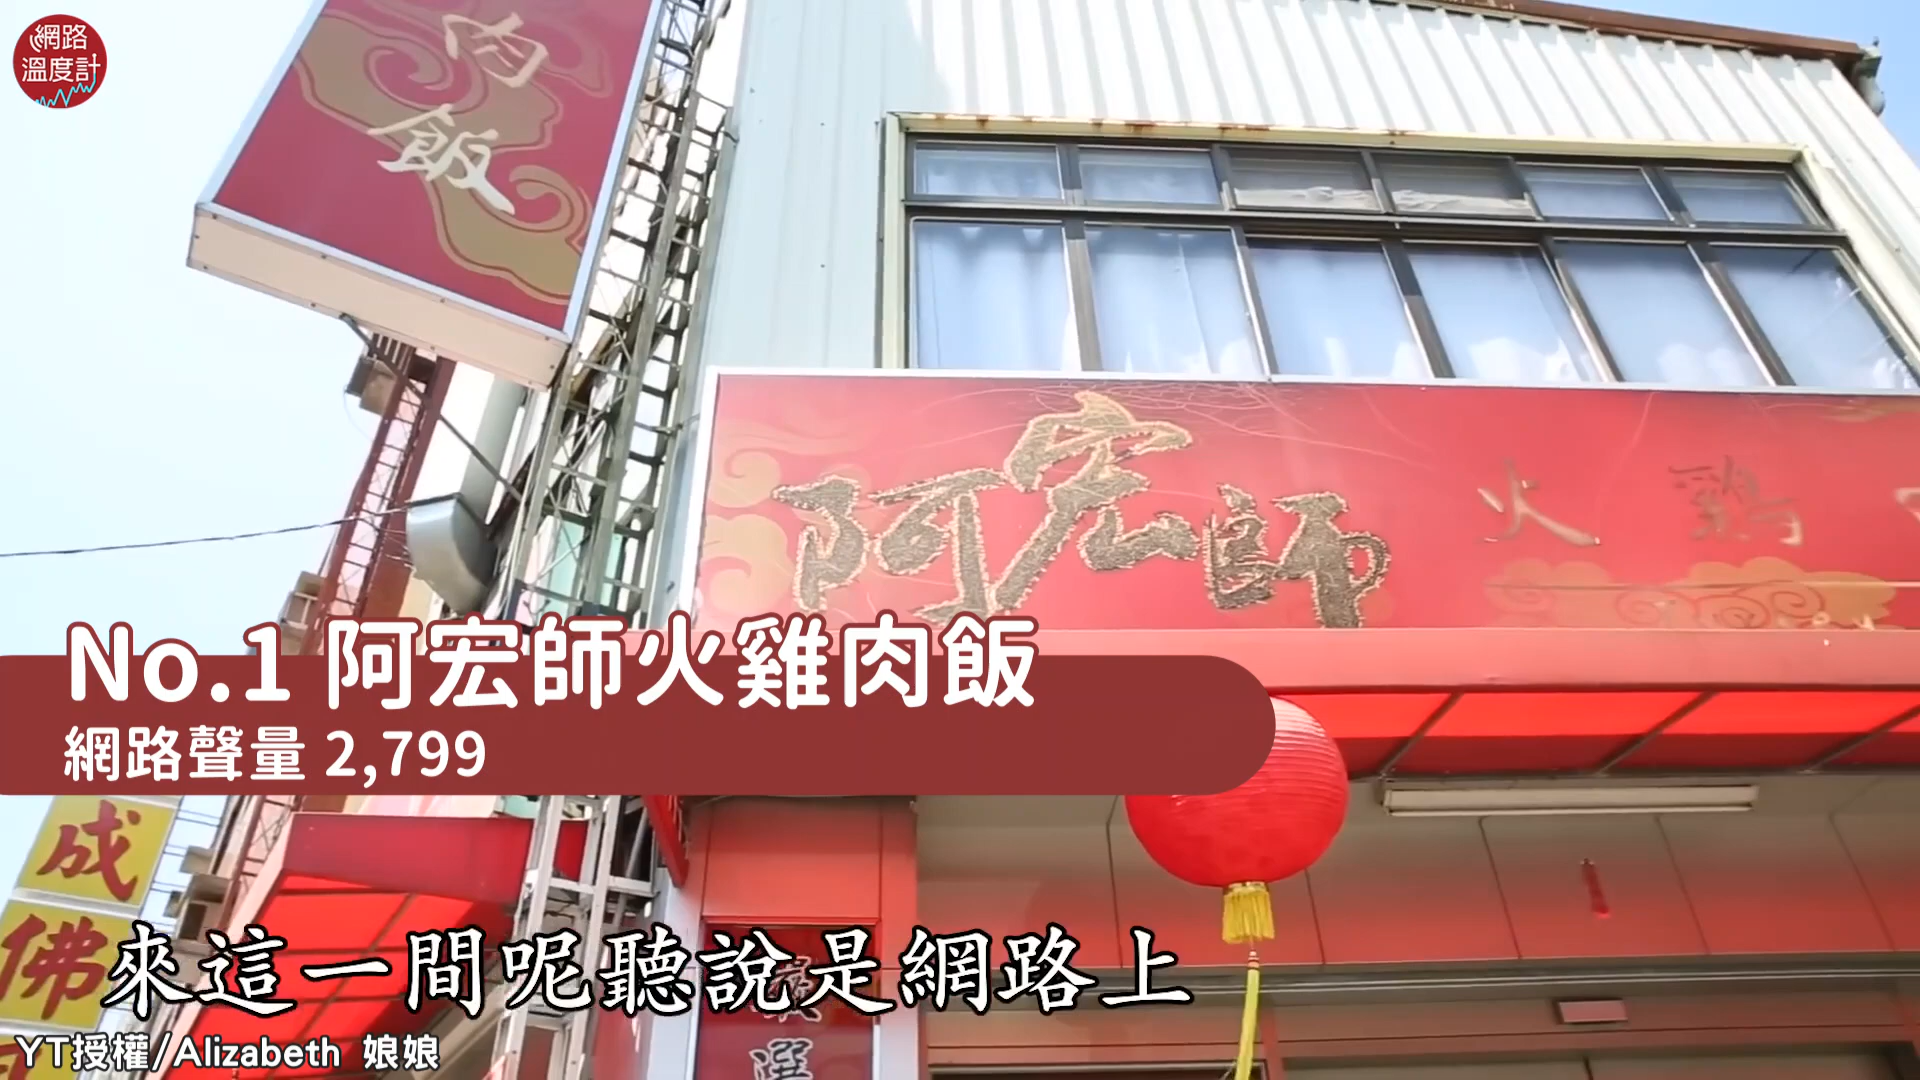 網路
溫度計
肉飯
阿宏師 火鷄
No.1 阿宏師火雞肉飯
網路聲量 2,799
成佛
來這一間呢聽說是網路上
選
YT授權/Alizabeth 娘娘